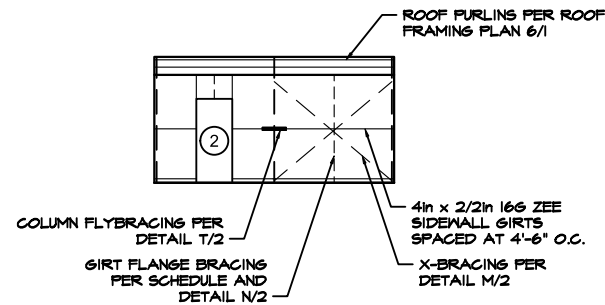 ROOF PURLINS PER ROOF
FRAMING PLAN 6/1
2
COLUMN FLYBRACING PER
DETAIL T/2
GIRT FLANGE BRACING
PER SCHEDULE AND
DETAIL N/2
4in x 2/2in 16G ZEE
SIDEWALL GIRTS
SPACED AT 4'-6" O.C.
X-BRACING PER
DETAIL M/2